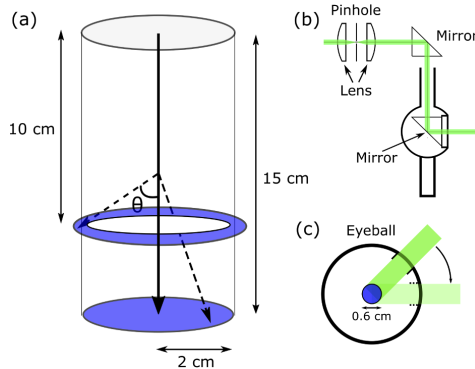 (a)
10 cm
θ
15 cm
2 cm
(b)
Pinhole
Mirror
Lens
Mirror
(c)
Eyeball
0.6 cm